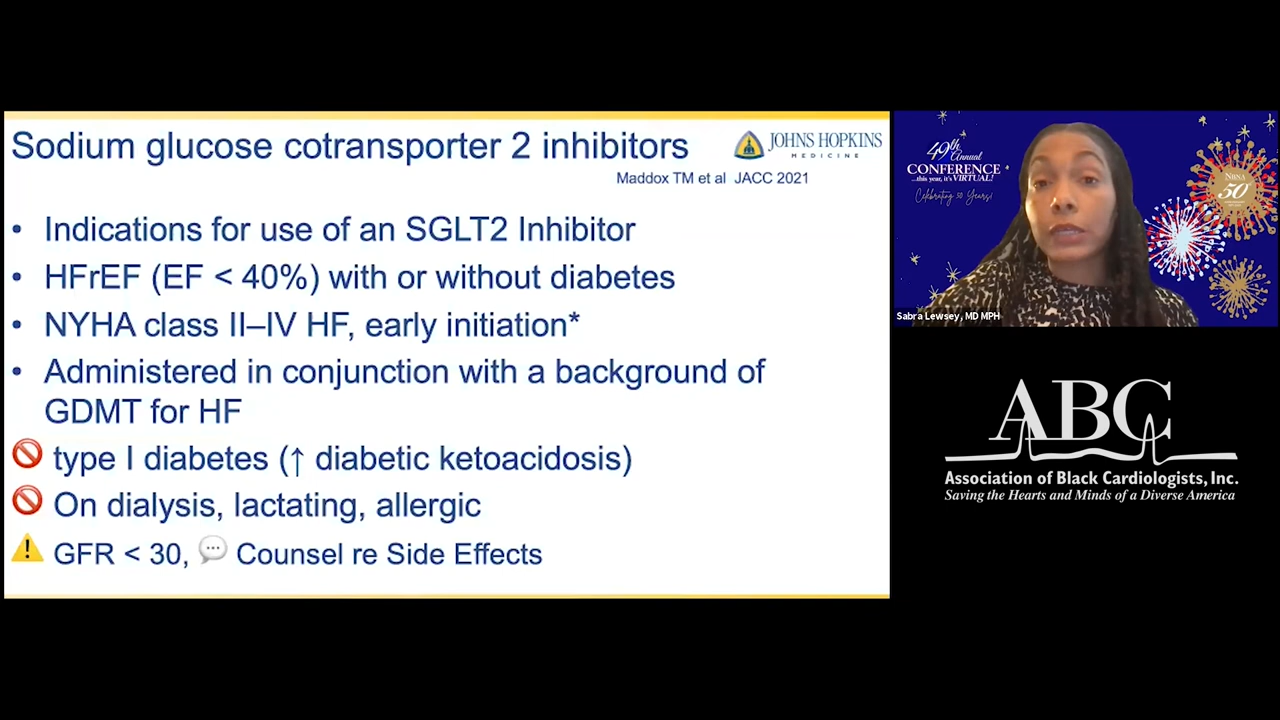 Sodium glucose cotransporter 2 inhibitors
JOHNS HOPKINS
MEDICINE
Maddox TM et al JACC 2021
• Indications for use of an SGLT2 Inhibitor
• HFrEF (EF < 40%) with or without diabetes
• NYHA class II–IV HF, early initiation*
• Administered in conjunction with a background of
GDMT for HF
🚫 type I diabetes (↑ diabetic ketoacidosis)
🚫 On dialysis, lactating, allergic
⚠️ GFR < 30, 💬 Counsel re Side Effects
49th Annual
CONFERENCE
...this year, it's VIRTUAL!
Celebrating 50 Years!
NBNA
50
Sabra Lewsey, MD MPH
ABC
Association of Black Cardiologists, Inc.
Saving the Hearts and Minds of a Diverse America